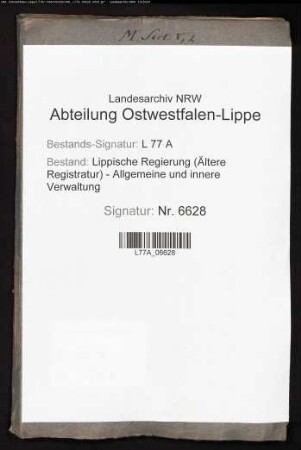 Landesarchiv NRW
Abteilung Ostwestfalen-Lippe
Bestands-Signatur: L 77 A
Bestand: Lippische Regierung (Ältere
Registratur) - Allgemeine und innere
Verwaltung
Signatur: Nr. 6628
L77A_06628